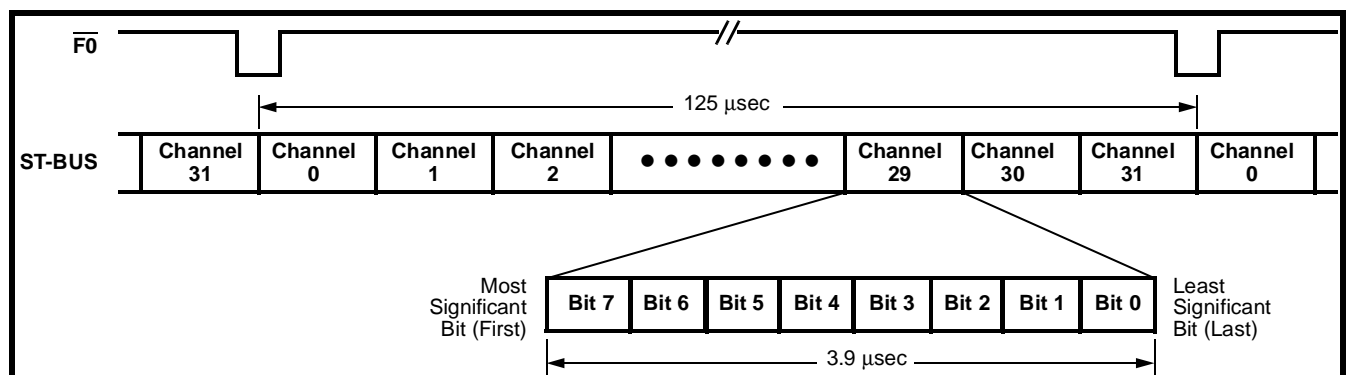 F0
125 μsec
ST-BUS
Channel 31
Channel 0
Channel 1
Channel 2
Channel 29
Channel 30
Channel 31
Channel 0
Most
Significant
Bit (First)
Bit 7
Bit 6
Bit 5
Bit 4
Bit 3
Bit 2
Bit 1
Bit 0
Least
Significant
Bit (Last)
3.9 μsec